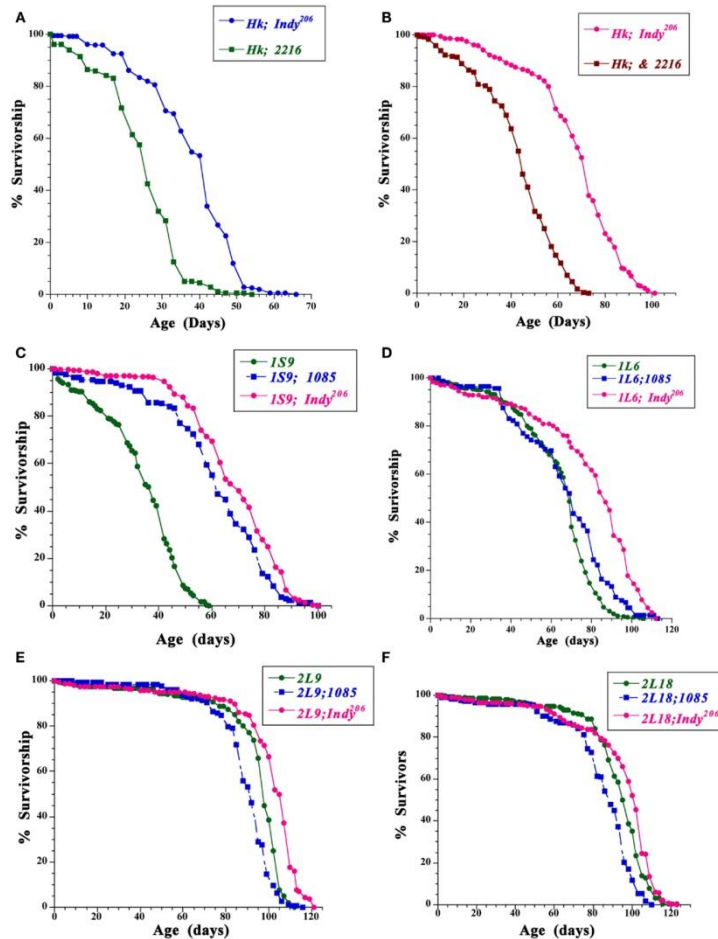 A
Hk; Indy206
Hk; 2216
% Survivorship
100
80
60
40
20
0
0 10 20 30 40 50 60 70
Age (Days)
B
Hk; Indy206
Hk; & 2216
% Survivorship
100
80
60
40
20
0
0 20 40 60 80 100
Age (Days)
C
1S9
1S9; 1085
1S9; Indy206
% Survivorship
100
80
60
40
20
0
0 20 40 60 80 100
Age (days)
D
1L6
1L6;1085
1L6; Indy206
% Survivorship
100
80
60
40
20
0
0 20 40 60 80 100 120
Age (days)
E
2L9
2L9;1085
2L9;Indy206
% Survivorship
100
80
60
40
20
0
0 20 40 60 80 100 120
Age (days)
F
2L18
2L18;1085
2L18;Indy206
% Survivors
100
80
60
40
20
0
0 20 40 60 80 100 120
Age (days)